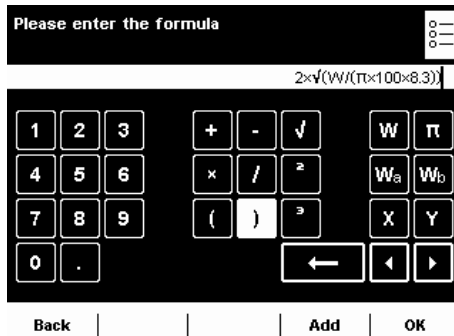 Please enter the formula
2×√(W/(π×100×8.3))
1 2 3 + - √ W π
4 5 6 × / ² Wa Wb
7 8 9 ( ) ³ X Y
0 . ←
Back Add OK